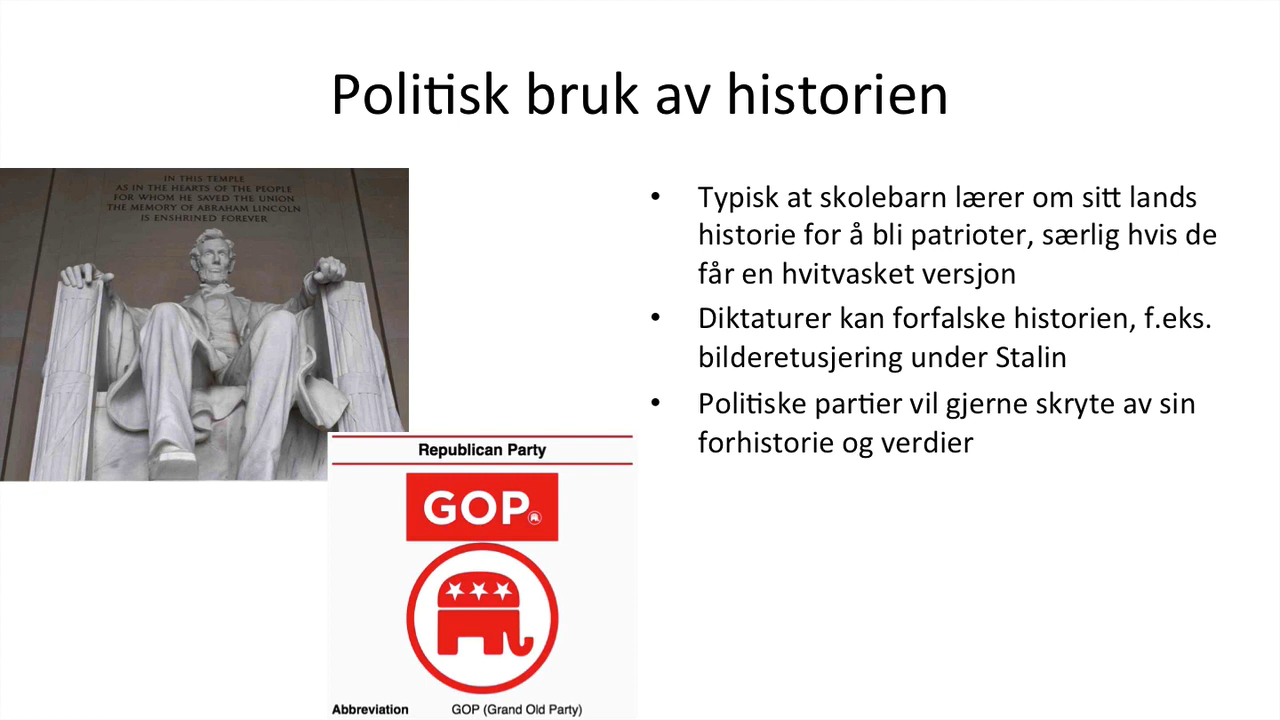 Politisk bruk av historien
IN THIS TEMPLE
AS IN THE HEARTS OF THE PEOPLE
FOR WHOM HE SAVED THE UNION
THE MEMORY OF ABRAHAM LINCOLN
IS ENSHRINED FOREVER
• Typisk at skolebarn lærer om sitt lands
historie for å bli patrioter, særlig hvis de
får en hvitvasket versjon
• Diktaturer kan forfalske historien, f.eks.
bilderetusjering under Stalin
• Politiske partier vil gjerne skryte av sin
forhistorie og verdier
Republican Party
GOP
Abbreviation GOP (Grand Old Party)